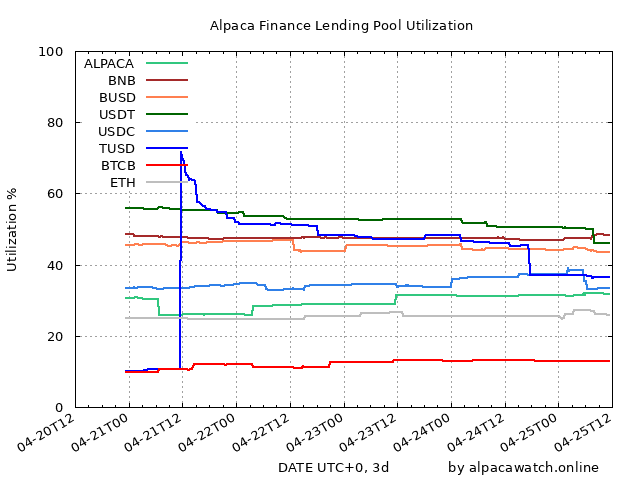 Alpaca Finance Lending Pool Utilization
100
80
60
40
20
0
Utilization %
ALPACA
BNB
BUSD
USDT
USDC
TUSD
BTCB
ETH
04-20T12
04-21T00
04-21T12
04-22T00
04-22T12
04-23T00
04-23T12
04-24T00
04-24T12
04-25T00
04-25T12
DATE UTC+0, 3d
by alpacawatch.online